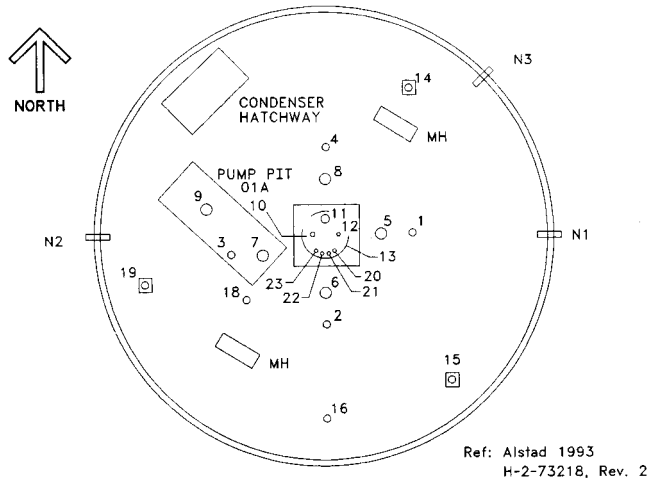 N3
14
NORTH
CONDENSER
HATCHWAY
MH
4
PUMP PIT
01A
8
9
10
11
12
5
1
N2
3
7
13
N1
19
23
20
22
21
18
6
2
MH
15
16
Ref: Alstad 1993
H-2-73218, Rev. 2